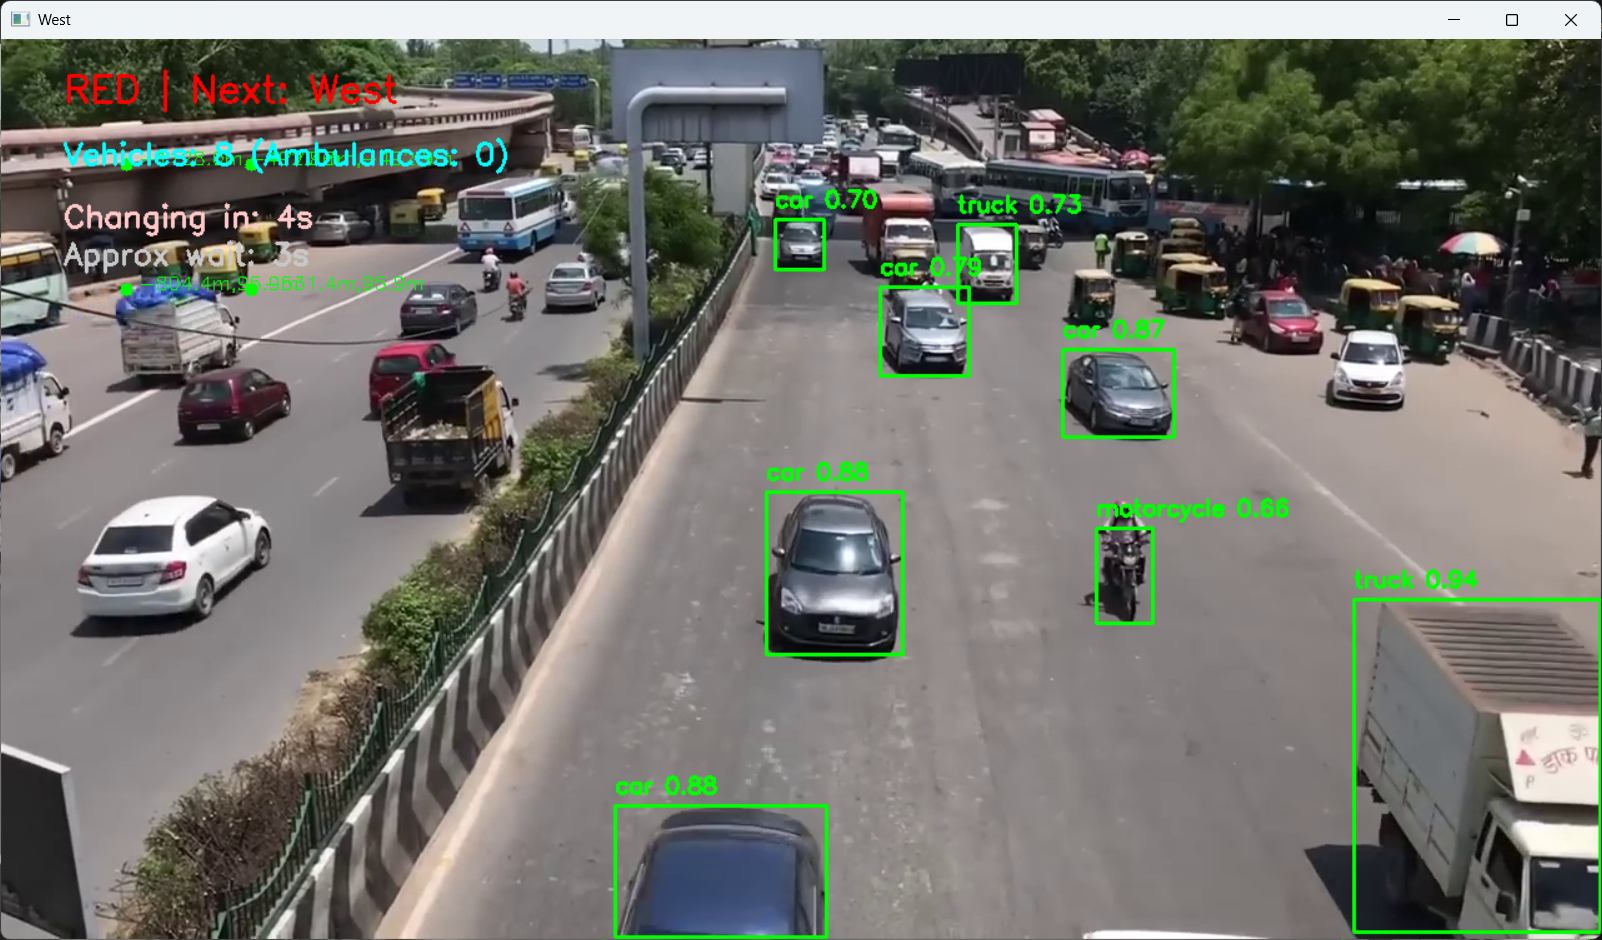 West
RED | Next: West
Vehicles: 8 (Ambulances: 0)
Changing in: 4s
Approx wait: 3s
car 0.70
truck 0.73
car 0.79
car 0.87
car 0.88
motorcycle 0.66
truck 0.94
डाक
car 0.88